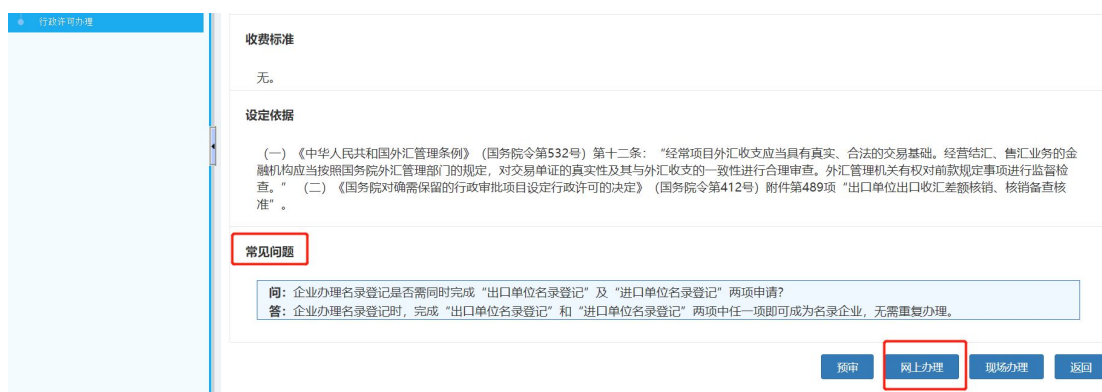 行政许可办理
收费标准
无。
设定依据
（一）《中华人民共和国外汇管理条例》（国务院令第532号）第十二条：“经常项目外汇收支应当具有真实、合法的交易基础。经营结汇、售汇业务的金
融机构应当按照国务院外汇管理部门的规定，对交易单证的真实性及其与外汇收支的一致性进行合理审查。外汇管理机关有权对前款规定事项进行监督检
查。”（二）《国务院对确需保留的行政审批项目设定行政许可的决定》（国务院令第412号）附件第489项“出口单位出口收汇差额核销、核销备查核
准”。
常见问题
问：企业办理名录登记是否需同时完成“出口单位名录登记”及“进口单位名录登记”两项申请？
答：企业办理名录登记时，完成“出口单位名录登记”和“进口单位名录登记”两项中任一项即可成为名录企业，无需重复办理。
预审 网上办理 现场办理 返回